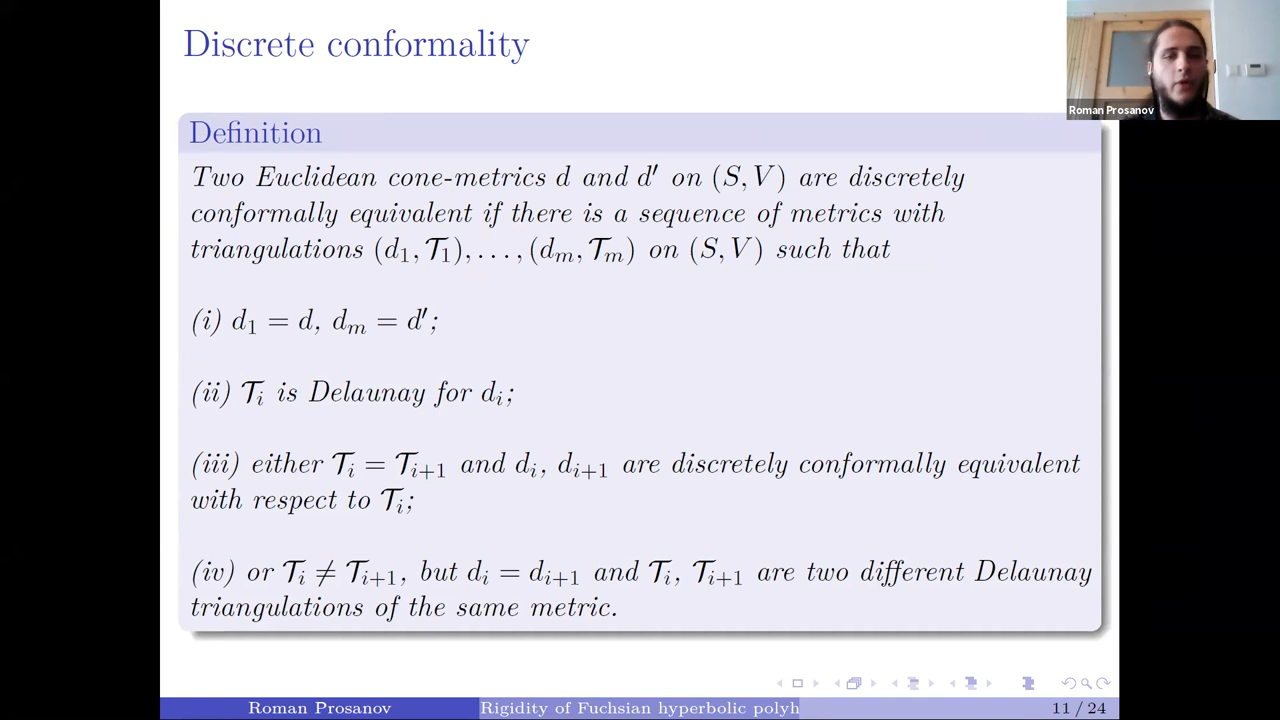 Discrete conformality
Roman Prosanov
Definition
Two Euclidean cone-metrics d and d′ on (S, V) are discretely
conformally equivalent if there is a sequence of metrics with
triangulations (d₁, 𝒯₁), . . . , (dₘ, 𝒯ₘ) on (S, V) such that
(i) d₁ = d, dₘ = d′;
(ii) 𝒯ᵢ is Delaunay for dᵢ;
(iii) either 𝒯ᵢ = 𝒯ᵢ₊₁ and dᵢ, dᵢ₊₁ are discretely conformally equivalent
with respect to 𝒯ᵢ;
(iv) or 𝒯ᵢ ≠ 𝒯ᵢ₊₁, but dᵢ = dᵢ₊₁ and 𝒯ᵢ, 𝒯ᵢ₊₁ are two different Delaunay
triangulations of the same metric.
Roman Prosanov
Rigidity of Fuchsian hyperbolic polyh
11 / 24